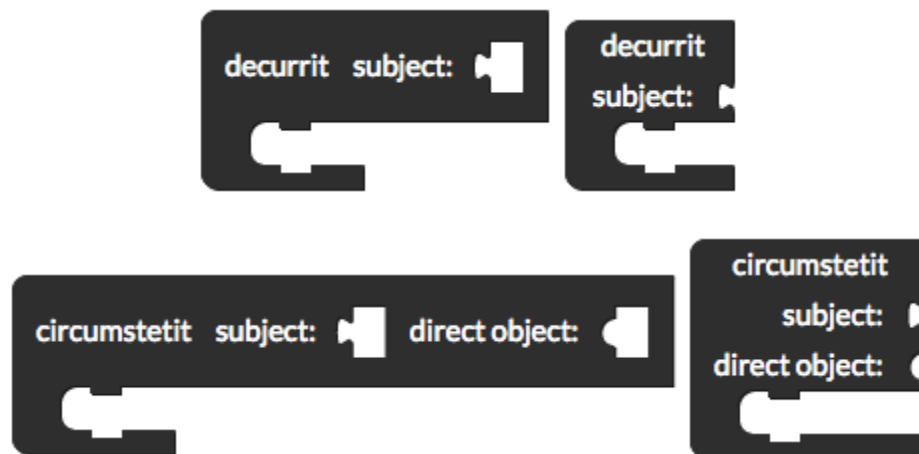 decurrit subject:
decurrit
subject:
circumstetit subject: direct object:
circumstetit
subject:
direct object: